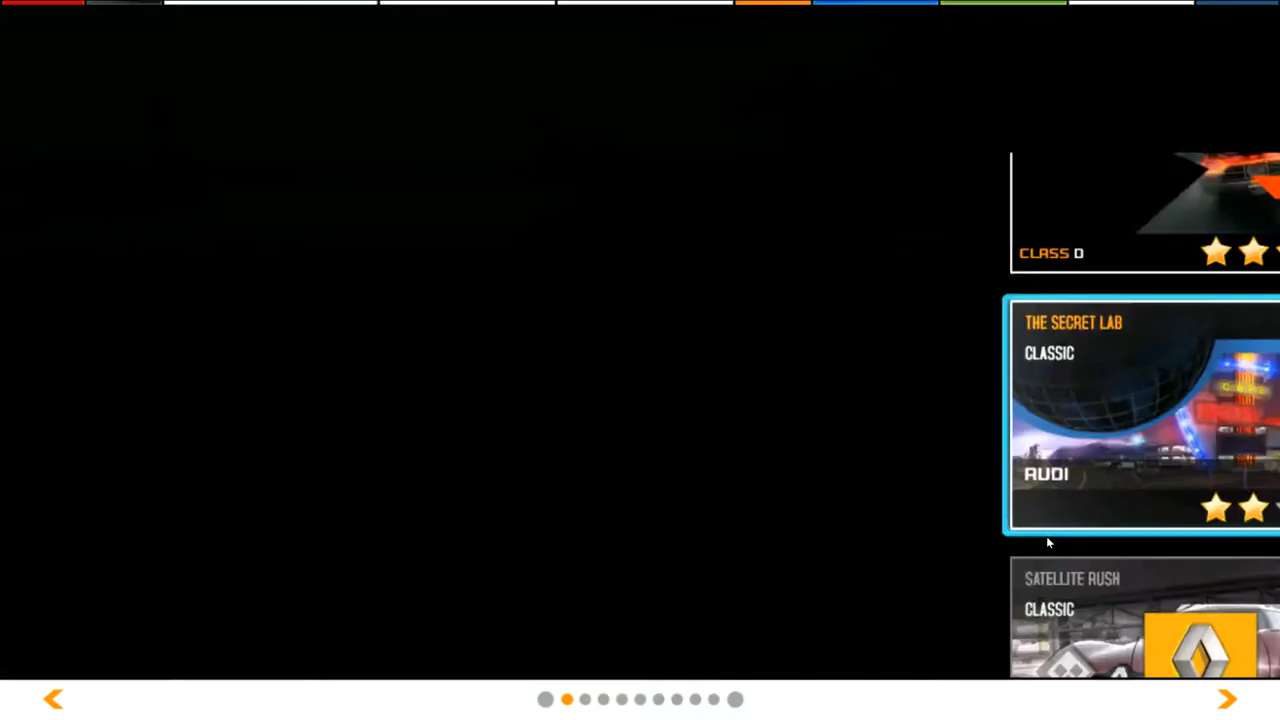 CLASS D
THE SECRET LAB
CLASSIC
AUDI
SATELLITE RUSH
CLASSIC